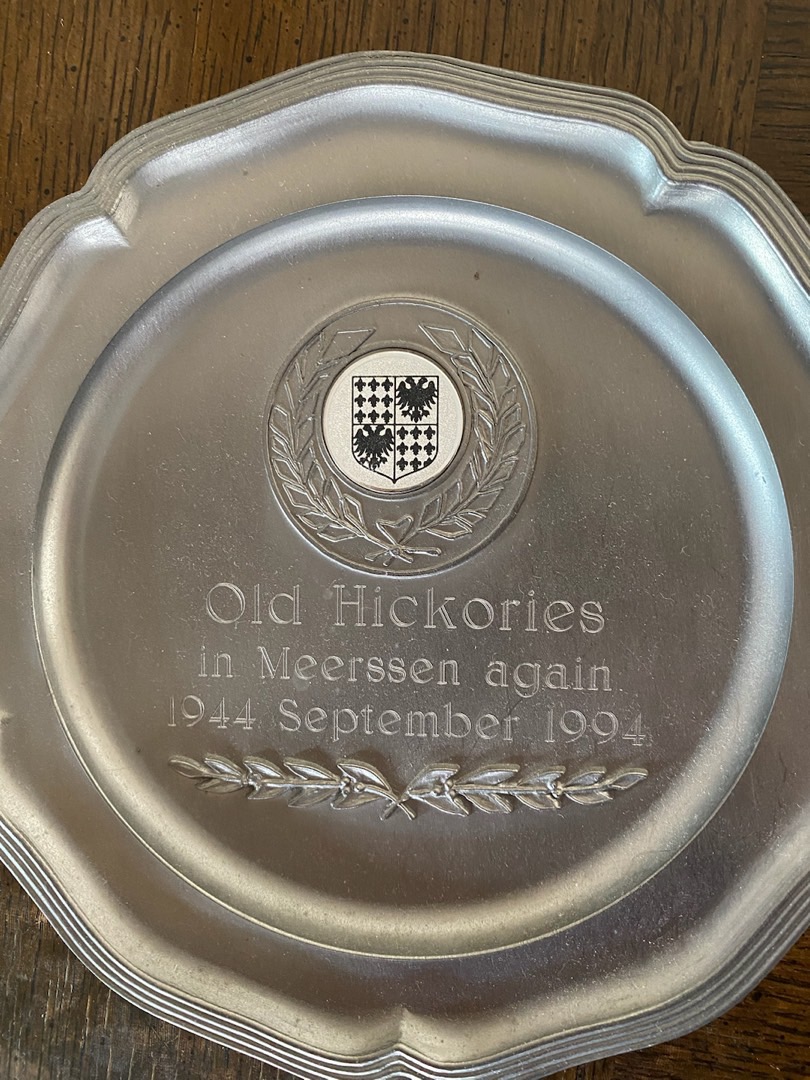 Old Hickories
in Meerssen again
1944 September 1994